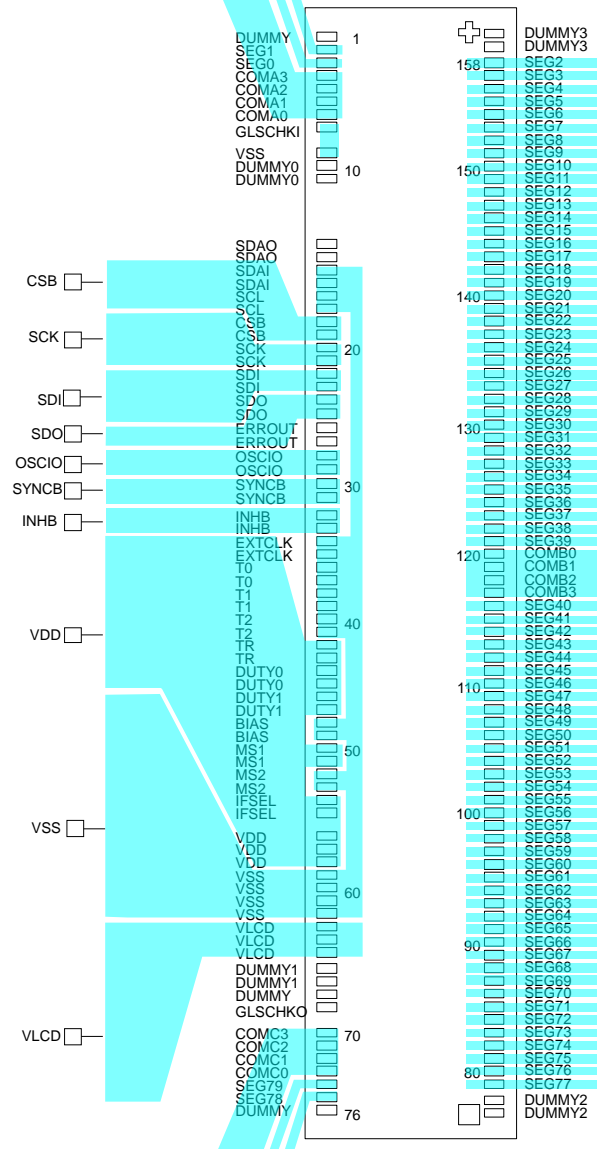 DUMMY 1
SEG1
SEG0
COMA3
COMA2
COMA1
COMA0
GLSCHKI
VSS
DUMMY0 10
DUMMY0
SDAO
SDAO
SDAI
SDAI
SCL
SCL
CSB
CSB
SCK 20
SCK
SDI
SDI
SDO
SDO
ERROUT
ERROUT
OSCIO
OSCIO
SYNCB 30
SYNCB
INHB
INHB
EXTCLK
EXTCLK
T0
T0
T1
T1
T2 40
T2
TR
TR
DUTY0
DUTY0
DUTY1
DUTY1
BIAS
BIAS
MS1 50
MS1
MS2
MS2
IFSEL
IFSEL
VDD
VDD
VDD
VSS
VSS 60
VSS
VSS
VLCD
VLCD
VLCD
DUMMY1
DUMMY1
DUMMY
GLSCHKO
COMC3 70
COMC2
COMC1
COMC0
SEG79
SEG78
DUMMY 76
CSB
SCK
SDI
SDO
OSCIO
SYNCB
INHB
VDD
VSS
VLCD
DUMMY3
DUMMY3
158 SEG2
SEG3
SEG4
SEG5
SEG6
SEG7
SEG8
SEG9
150 SEG10
SEG11
SEG12
SEG13
SEG14
SEG15
SEG16
SEG17
SEG18
SEG19
140 SEG20
SEG21
SEG22
SEG23
SEG24
SEG25
SEG26
SEG27
SEG28
SEG29
130 SEG30
SEG31
SEG32
SEG33
SEG34
SEG35
SEG36
SEG37
SEG38
SEG39
120 COMB0
COMB1
COMB2
COMB3
SEG40
SEG41
SEG42
SEG43
SEG44
SEG45
110 SEG46
SEG47
SEG48
SEG49
SEG50
SEG51
SEG52
SEG53
SEG54
SEG55
100 SEG56
SEG57
SEG58
SEG59
SEG60
SEG61
SEG62
SEG63
SEG64
SEG65
90 SEG66
SEG67
SEG68
SEG69
SEG70
SEG71
SEG72
SEG73
SEG74
SEG75
80 SEG76
SEG77
DUMMY2
DUMMY2